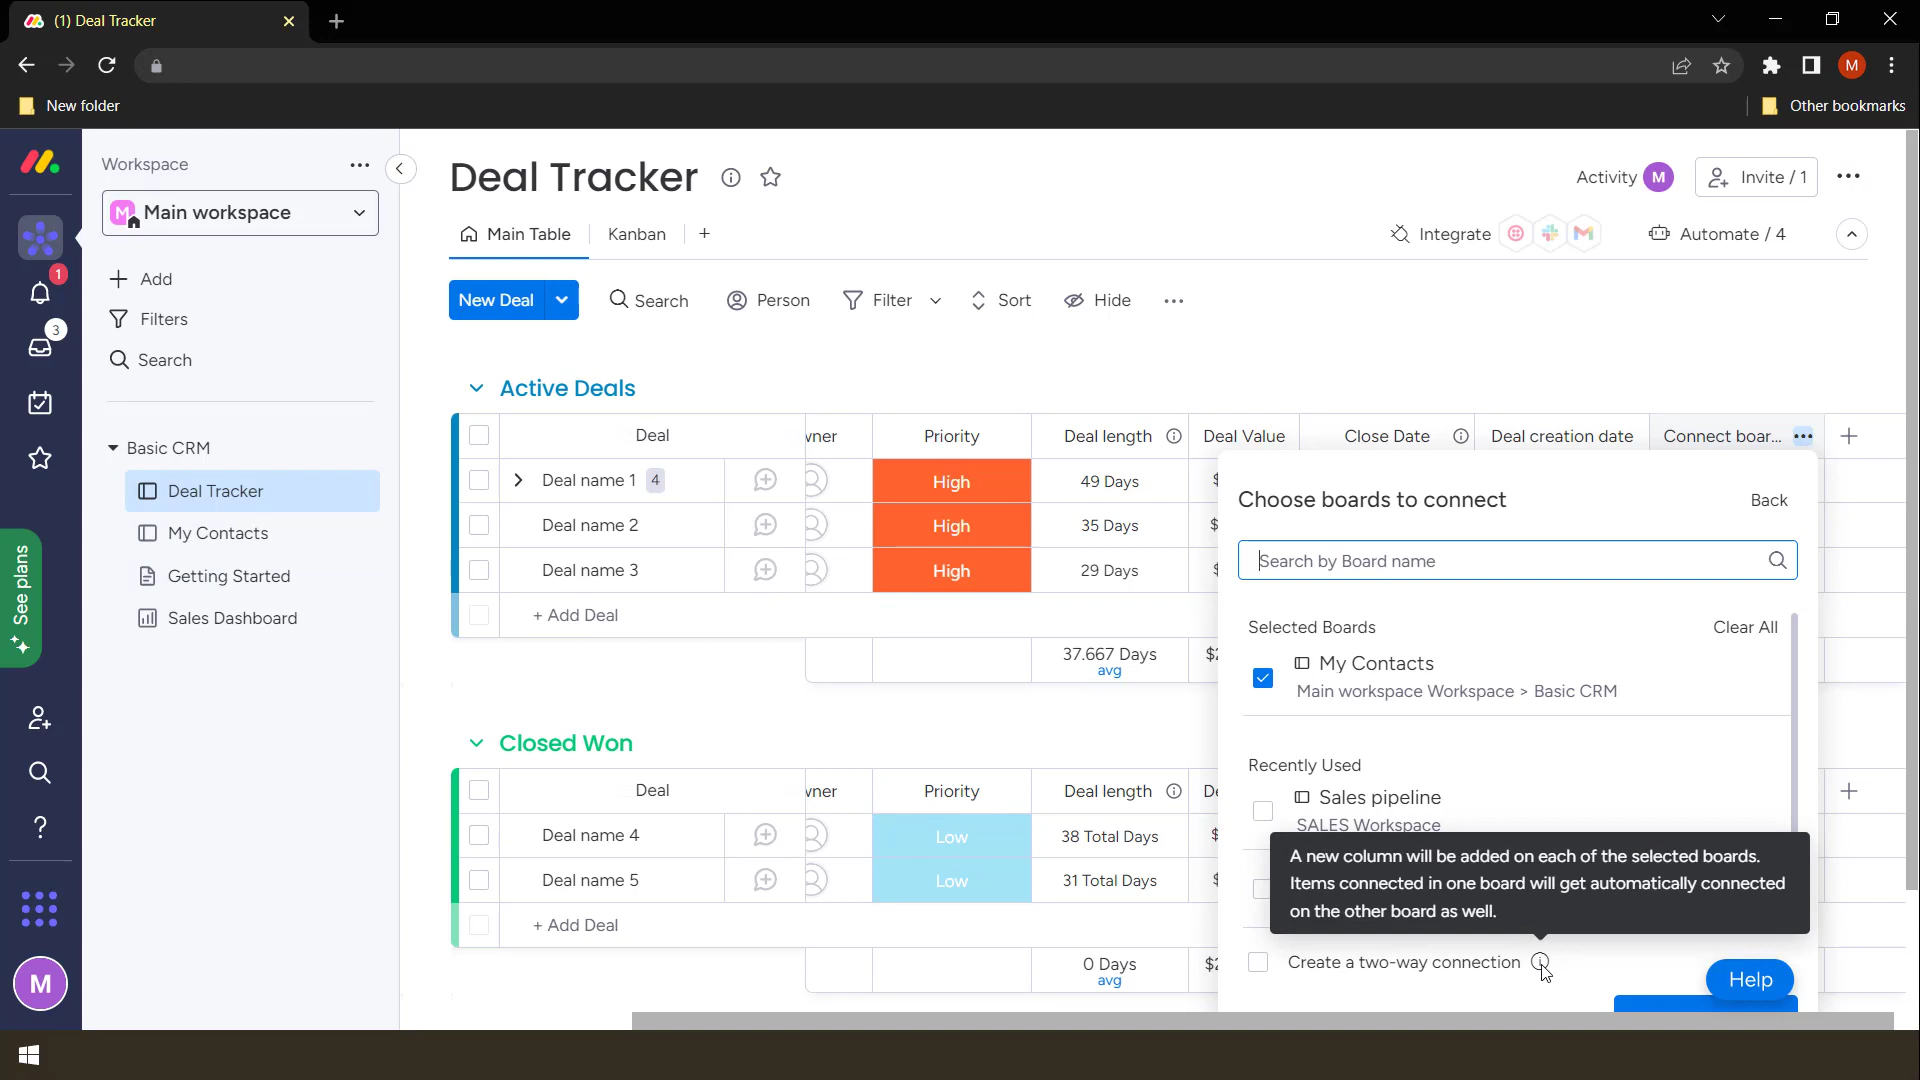 (1) Deal Tracker
M
New folder
Other bookmarks
Workspace
M Main workspace
1
3
Add
Filters
Search
Basic CRM
Deal Tracker
My Contacts
Getting Started
Sales Dashboard
See plans
?
M
Deal Tracker
Activity M
Invite / 1
Main Table
Kanban
+
Integrate
Automate / 4
New Deal
Search
Person
Filter
Sort
Hide
Active Deals
Deal
vner
Priority
Deal length
Deal Value
Close Date
Deal creation date
Connect boar...
Deal name 1 4
High
49 Days
$
Deal name 2
High
35 Days
$
Deal name 3
High
29 Days
$
+ Add Deal
37.667 Days
avg
Closed Won
Deal
vner
Priority
Deal length
Deal name 4
Low
38 Total Days
$
Deal name 5
Low
31 Total Days
$
+ Add Deal
0 Days
avg
Choose boards to connect
Back
Search by Board name
Selected Boards
Clear All
My Contacts
Main workspace Workspace > Basic CRM
Recently Used
Sales pipeline
SALES Workspace
A new column will be added on each of the selected boards.
Items connected in one board will get automatically connected
on the other board as well.
Create a two-way connection
Help